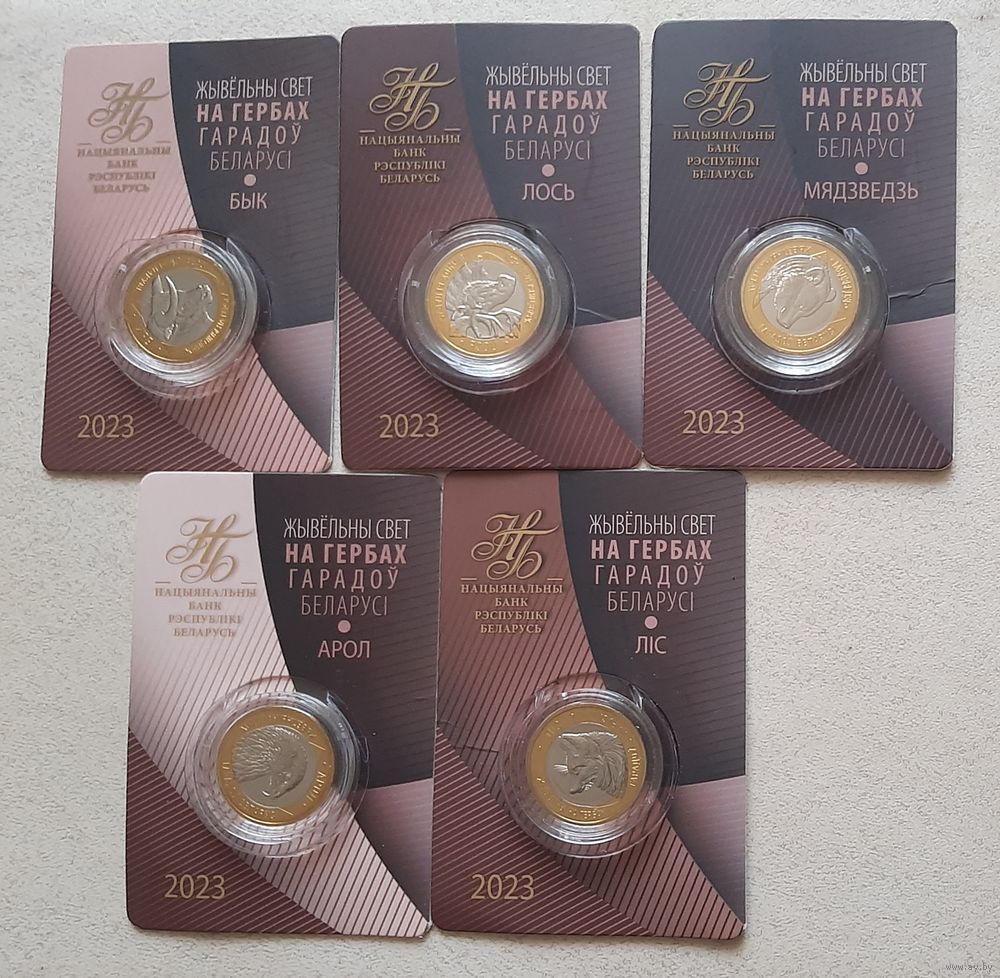 НАЦЫЯНАЛЬНЫ
БАНК
РЭСПУБЛІКІ
БЕЛАРУСЬ
ЖЫВЁЛЬНЫ СВЕТ
НА ГЕРБАХ
ГАРАДОЎ
БЕЛАРУСІ
БЫК
2023
НАЦЫЯНАЛЬНЫ
БАНК
РЭСПУБЛІКІ
БЕЛАРУСЬ
ЖЫВЁЛЬНЫ СВЕТ
НА ГЕРБАХ
ГАРАДОЎ
БЕЛАРУСІ
ЛОСЬ
2023
НАЦЫЯНАЛЬНЫ
БАНК
РЭСПУБЛІКІ
БЕЛАРУСЬ
ЖЫВЁЛЬНЫ СВЕТ
НА ГЕРБАХ
ГАРАДОЎ
БЕЛАРУСІ
МЯДЗВЕДЗЬ
2023
НАЦЫЯНАЛЬНЫ
БАНК
РЭСПУБЛІКІ
БЕЛАРУСЬ
ЖЫВЁЛЬНЫ СВЕТ
НА ГЕРБАХ
ГАРАДОЎ
БЕЛАРУСІ
АРОЛ
2023
НАЦЫЯНАЛЬНЫ
БАНК
РЭСПУБЛІКІ
БЕЛАРУСЬ
ЖЫВЁЛЬНЫ СВЕТ
НА ГЕРБАХ
ГАРАДОЎ
БЕЛАРУСІ
ЛІС
2023
www.ay.by